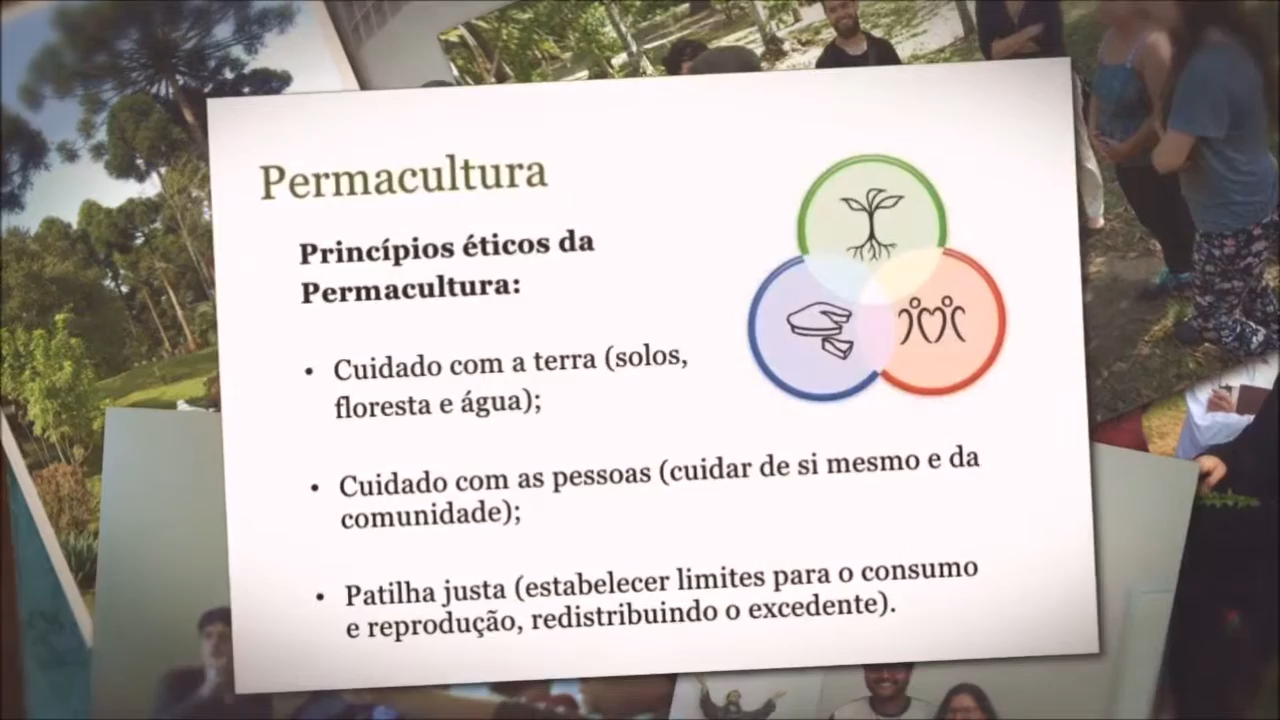 Permacultura
Princípios éticos da
Permacultura:
• Cuidado com a terra (solos,
floresta e água);
• Cuidado com as pessoas (cuidar de si mesmo e da
comunidade);
• Patilha justa (estabelecer limites para o consumo
e reprodução, redistribuindo o excedente).